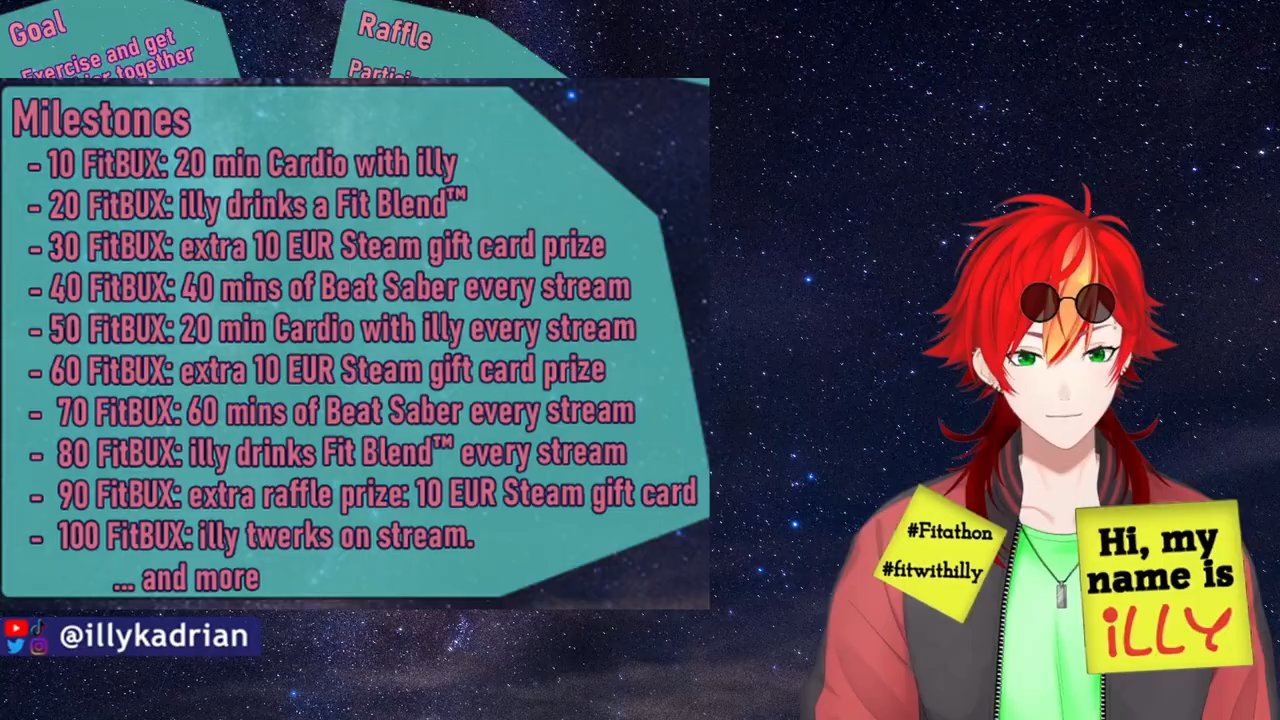 Goal
Exercise and get
together
Raffle
Milestones
- 10 FitBUX: 20 min Cardio with illy
- 20 FitBUX: illy drinks a Fit Blend™
- 30 FitBUX: extra 10 EUR Steam gift card prize
- 40 FitBUX: 40 mins of Beat Saber every stream
- 50 FitBUX: 20 min Cardio with illy every stream
- 60 FitBUX: extra 10 EUR Steam gift card prize
- 70 FitBUX: 60 mins of Beat Saber every stream
- 80 FitBUX: illy drinks Fit Blend™ every stream
- 90 FitBUX: extra raffle prize: 10 EUR Steam gift card
- 100 FitBUX: illy twerks on stream.
... and more
@illykadrian
#Fitathon
#fitwithilly
Hi, my
name is
iLLY